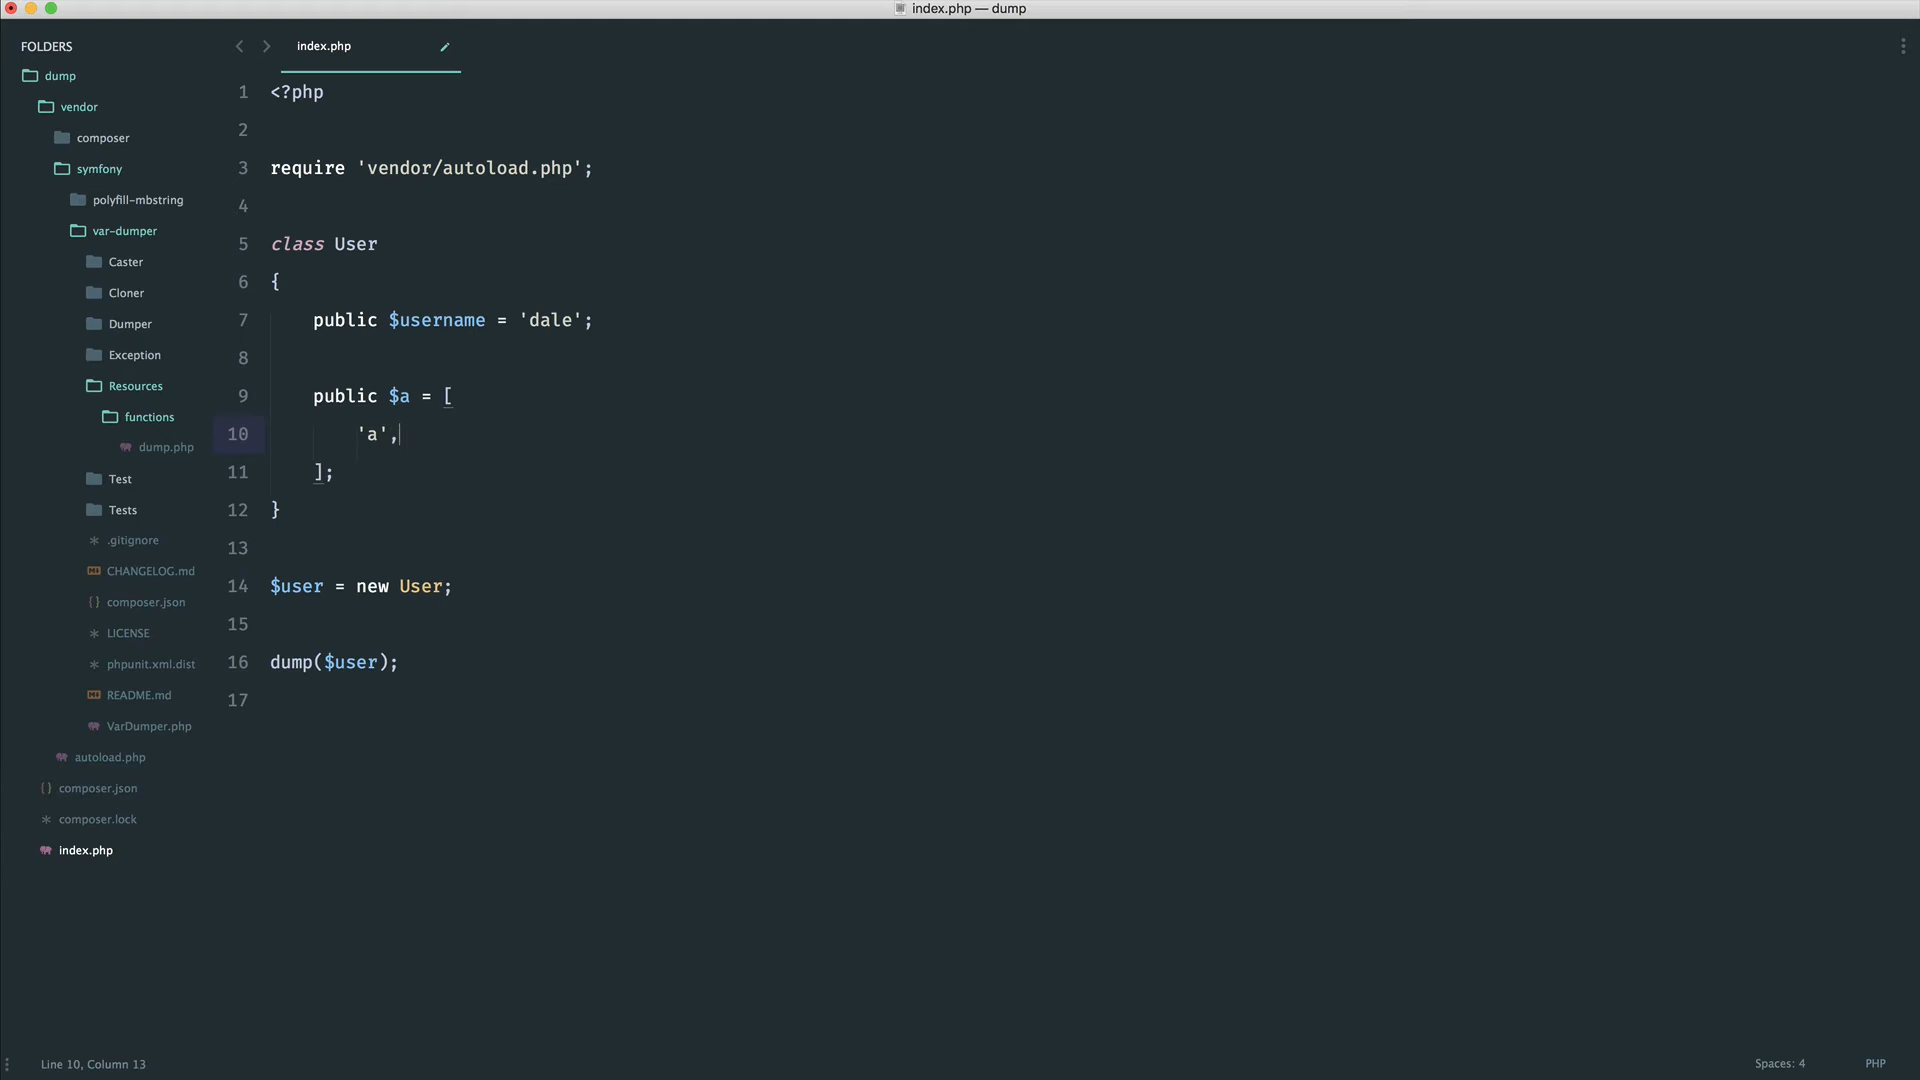 index.php — dump
FOLDERS
dump
vendor
composer
symfony
polyfill-mbstring
var-dumper
Caster
Cloner
Dumper
Exception
Resources
functions
dump.php
Test
Tests
.gitignore
CHANGELOG.md
composer.json
LICENSE
phpunit.xml.dist
README.md
VarDumper.php
autoload.php
composer.json
composer.lock
index.php
index.php
1 <?php
2
3 require 'vendor/autoload.php';
4
5 class User
6 {
7 public $username = 'dale';
8
9 public $a = [
10 'a',
11 ];
12 }
13
14 $user = new User;
15
16 dump($user);
17
Line 10, Column 13
Spaces: 4
PHP